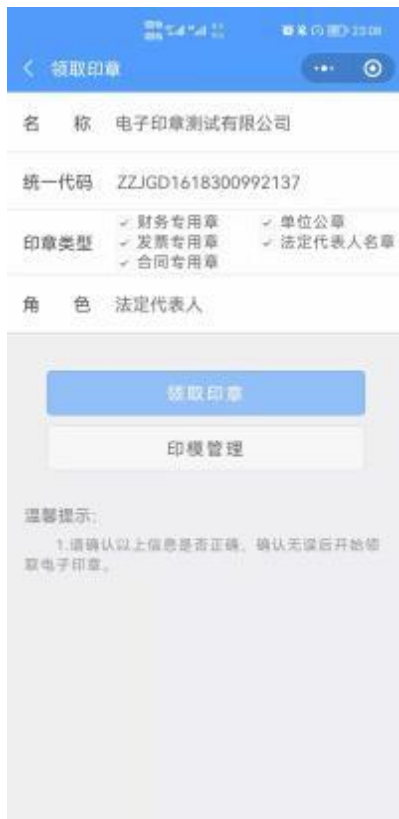 23:08
领取印章
名 称 电子印章测试有限公司
统一代码 ZZJGD1618300992137
印章类型
财务专用章 单位公章
发票专用章 法定代表人名章
合同专用章
角 色 法定代表人
领取印章
印模管理
温馨提示:
1.请确认以上信息是否正确，确认无误后开始领
取电子印章。